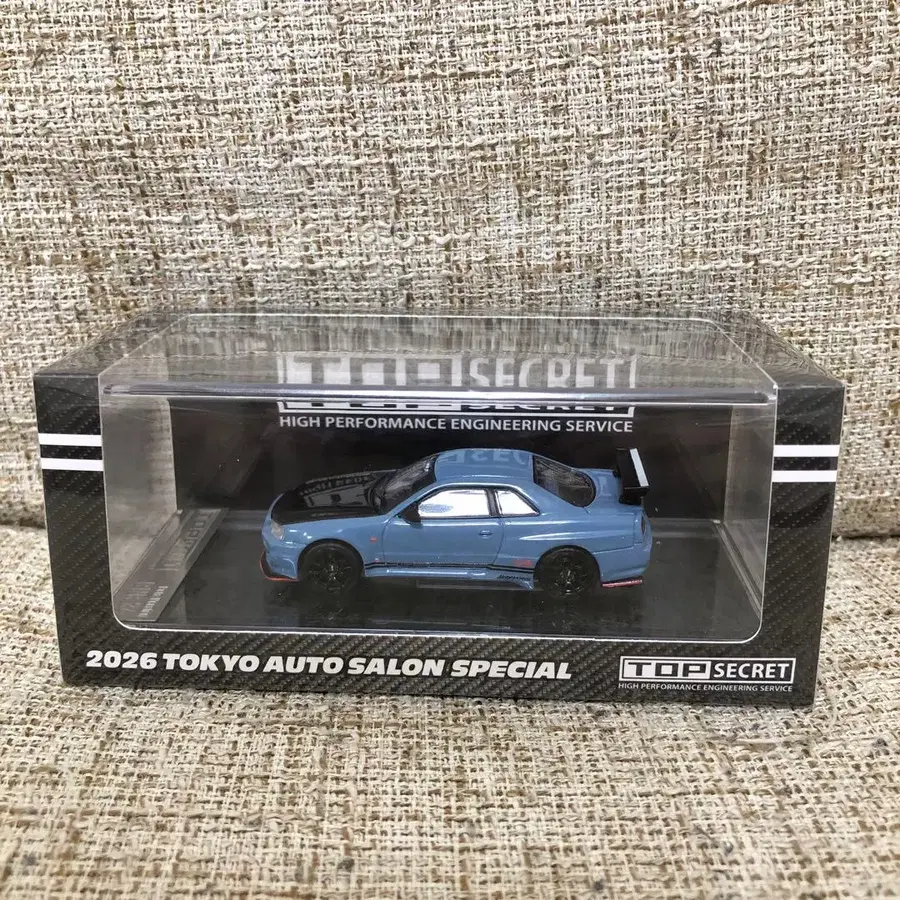 TOP SECRET
HIGH PERFORMANCE ENGINEERING SERVICE
2026 TOKYO AUTO SALON SPECIAL
TOP SECRET
HIGH PERFORMANCE ENGINEERING SERVICE